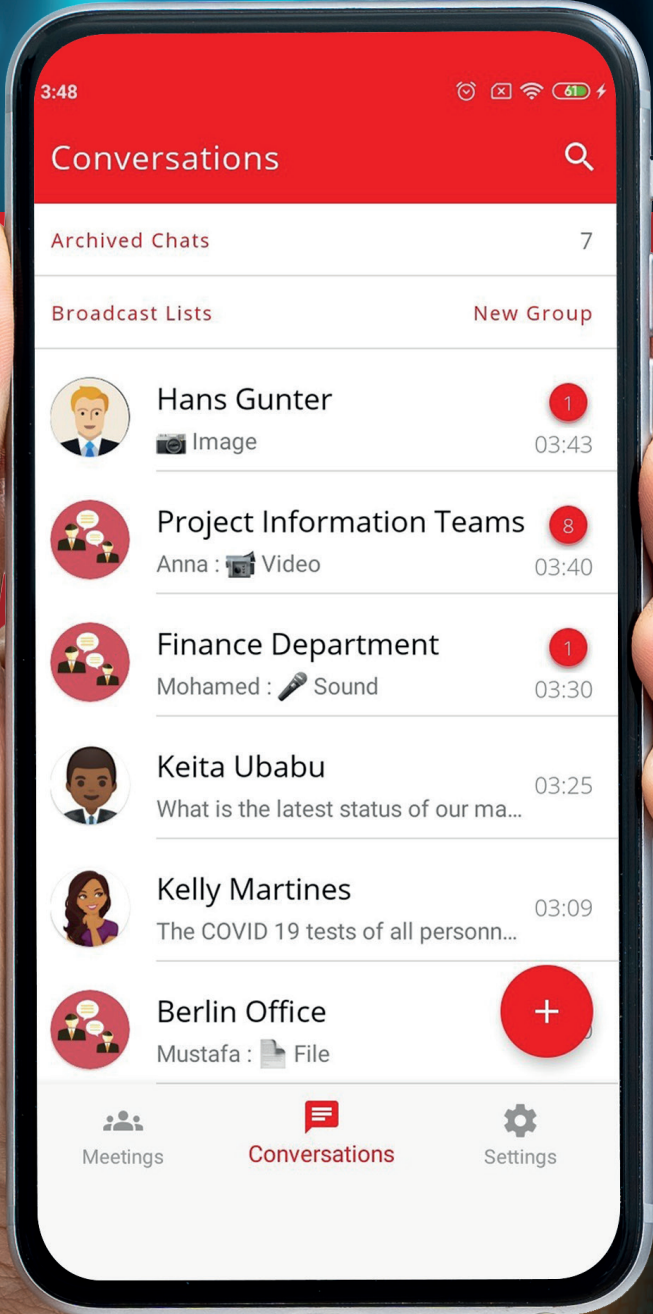 3:48
61
Conversations
Archived Chats 7
Broadcast Lists New Group
Hans Gunter 1
Image 03:43
Project Information Teams 8
Anna : Video 03:40
Finance Department 1
Mohamed : Sound 03:30
Keita Ububu 03:25
What is the latest status of our ma...
Kelly Martines 03:09
The COVID 19 tests of all personn...
Berlin Office
Mustafa : File
Meetings Conversations Settings